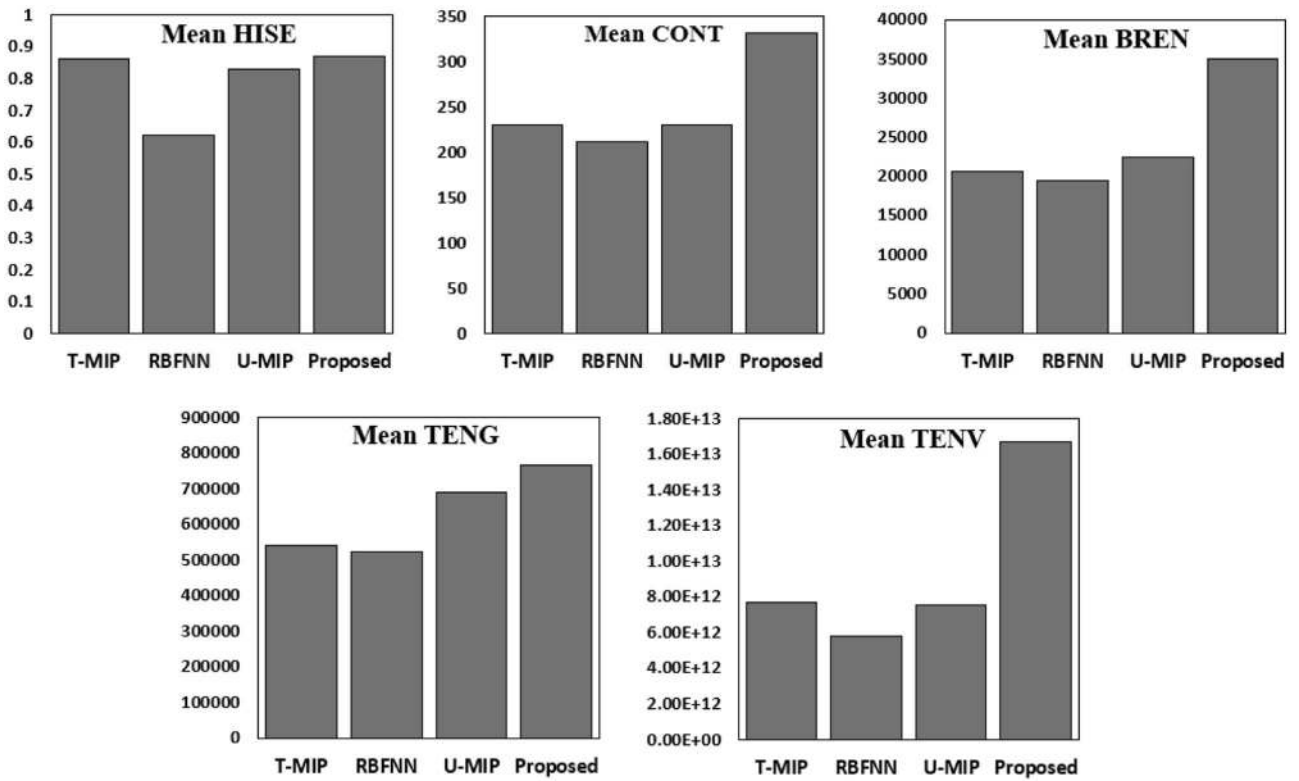 Mean HISE
1
0.9
0.8
0.7
0.6
0.5
0.4
0.3
0.2
0.1
0
T-MIP RBFNN U-MIP Proposed
Mean CONT
350
300
250
200
150
100
50
0
T-MIP RBFNN U-MIP Proposed
Mean BREN
40000
35000
30000
25000
20000
15000
10000
5000
0
T-MIP RBFNN U-MIP Proposed
Mean TENG
900000
800000
700000
600000
500000
400000
300000
200000
100000
0
T-MIP RBFNN U-MIP Proposed
Mean TENV
1.80E+13
1.60E+13
1.40E+13
1.20E+13
1.00E+13
8.00E+12
6.00E+12
4.00E+12
2.00E+12
0.00E+00
T-MIP RBFNN U-MIP Proposed